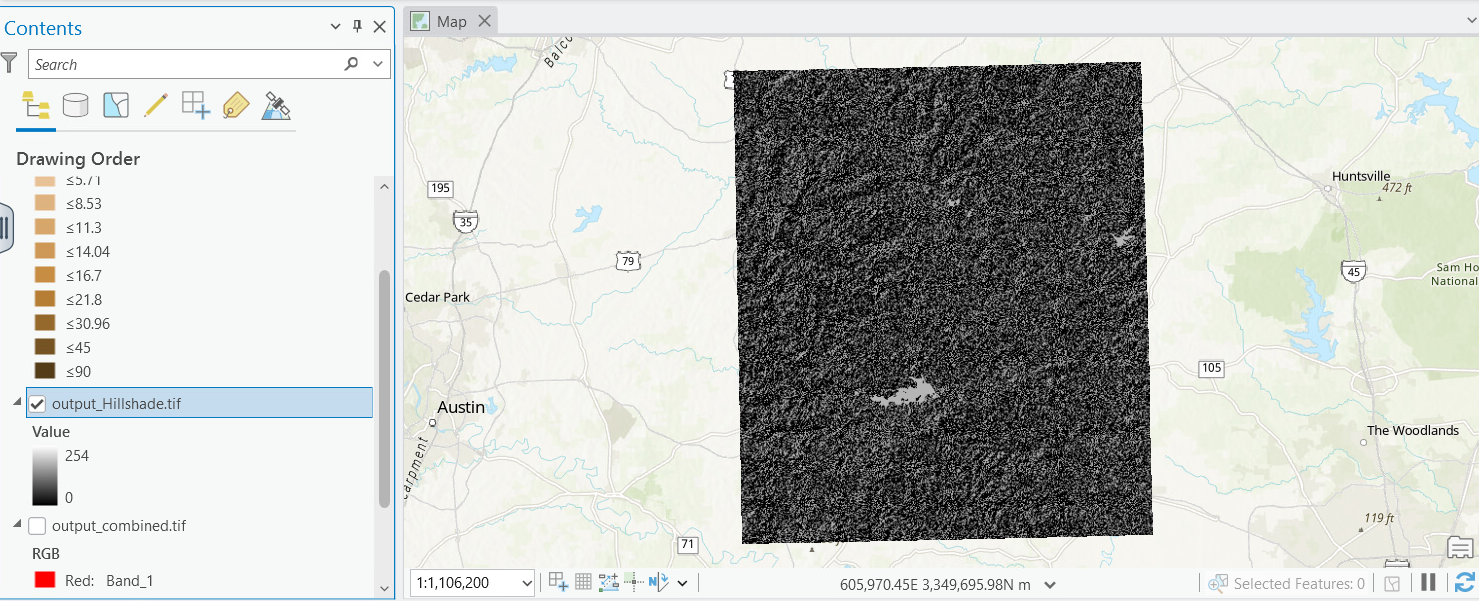 Contents
Search
Drawing Order
≤5.71
≤8.53
≤11.3
≤14.04
≤16.7
≤21.8
≤30.96
≤45
≤90
output_Hillshade.tif
Value
254
0
output_combined.tif
RGB
Red: Band_1
Map
Balco
195
35
79
Cedar Park
Austin
arpment
71
Huntsville
472 ft
45
Sam Ho
National
105
The Woodlands
119 ft
1:1,106,200
N
605,970.45E 3,349,695.98N m
Selected Features: 0